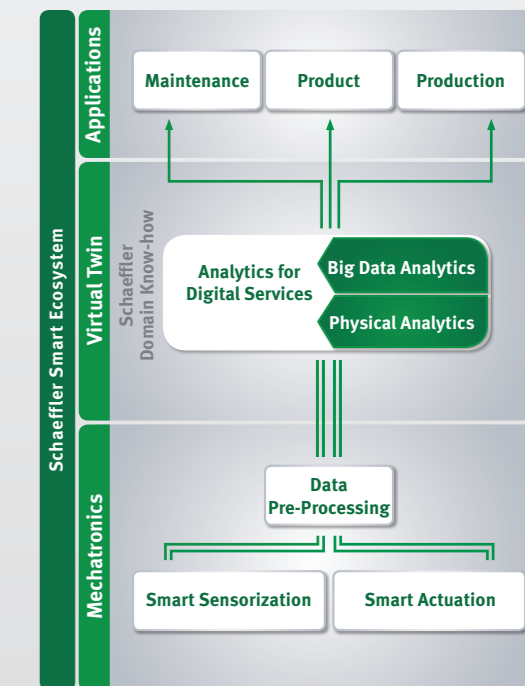 Schaeffler Smart Ecosystem
Applications
Maintenance
Product
Production
Virtual Twin
Schaeffler
Domain Know-how
Analytics for
Digital Services
Big Data Analytics
Physical Analytics
Mechatronics
Data
Pre-Processing
Smart Sensorization
Smart Actuation